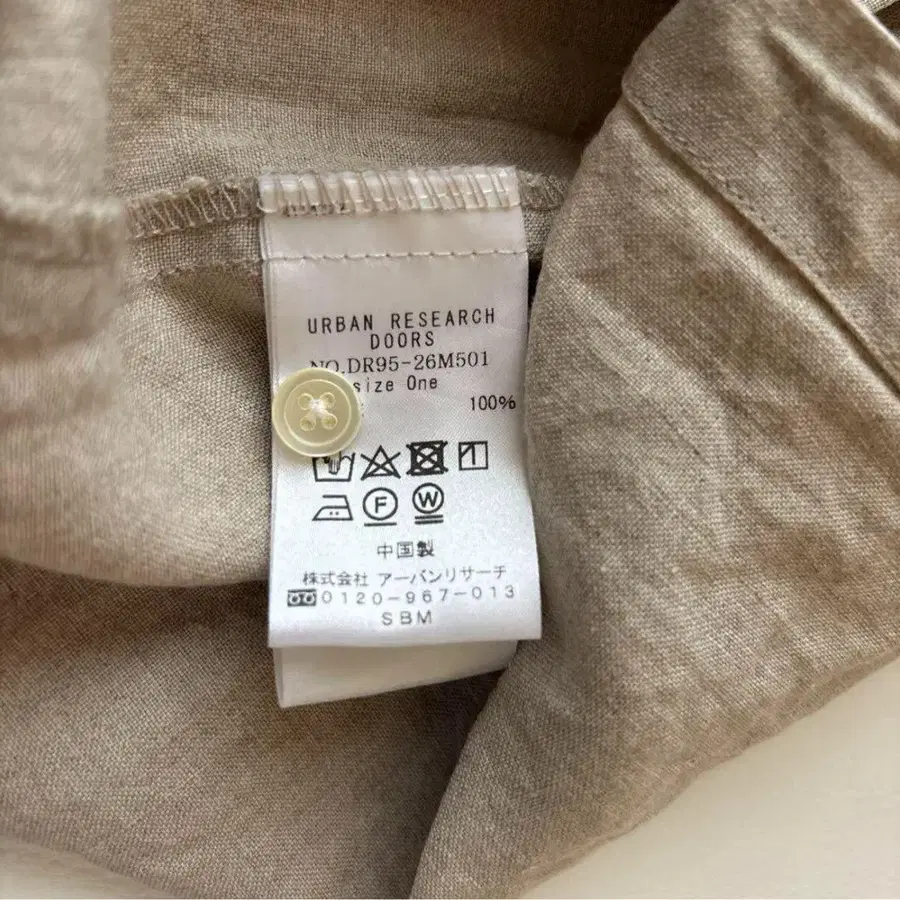 URBAN RESEARCH
DOORS
NO.DR95-26M501
size One
100%
F
W
中国製
株式会社 アーバンリサーチ
0120-967-013
SBM